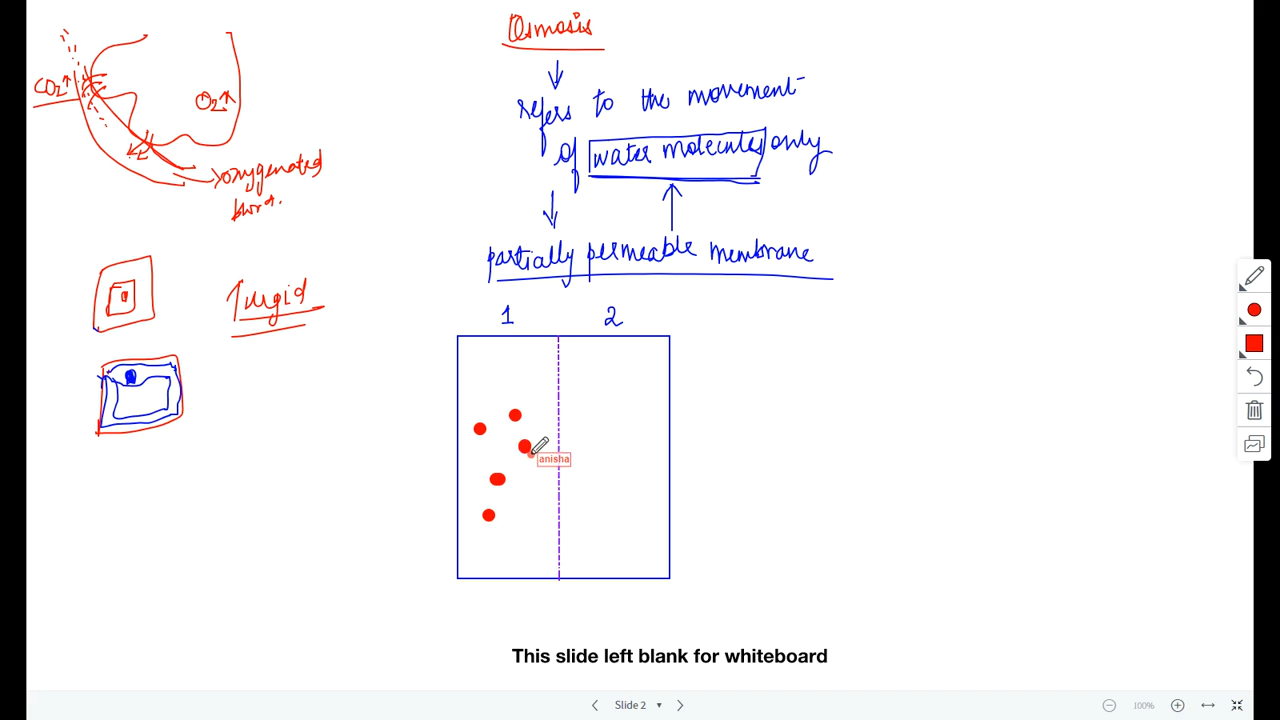 Osmosis
refers to the movement
of water molecules only
partially permeable membrane
1 2
CO2↑
O2↑
oxygenated
Turgid
anisha
This slide left blank for whiteboard
Slide 2
100%